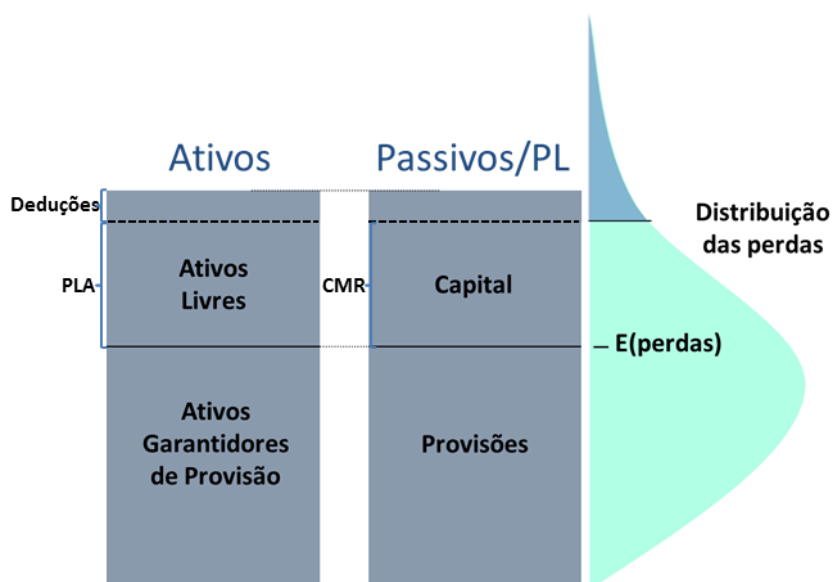 Ativos
Passivos/PL
Deduções
Distribuição
das perdas
PLA
Ativos
Livres
CMR
Capital
E(perdas)
Ativos
Garantidores
de Provisão
Provisões